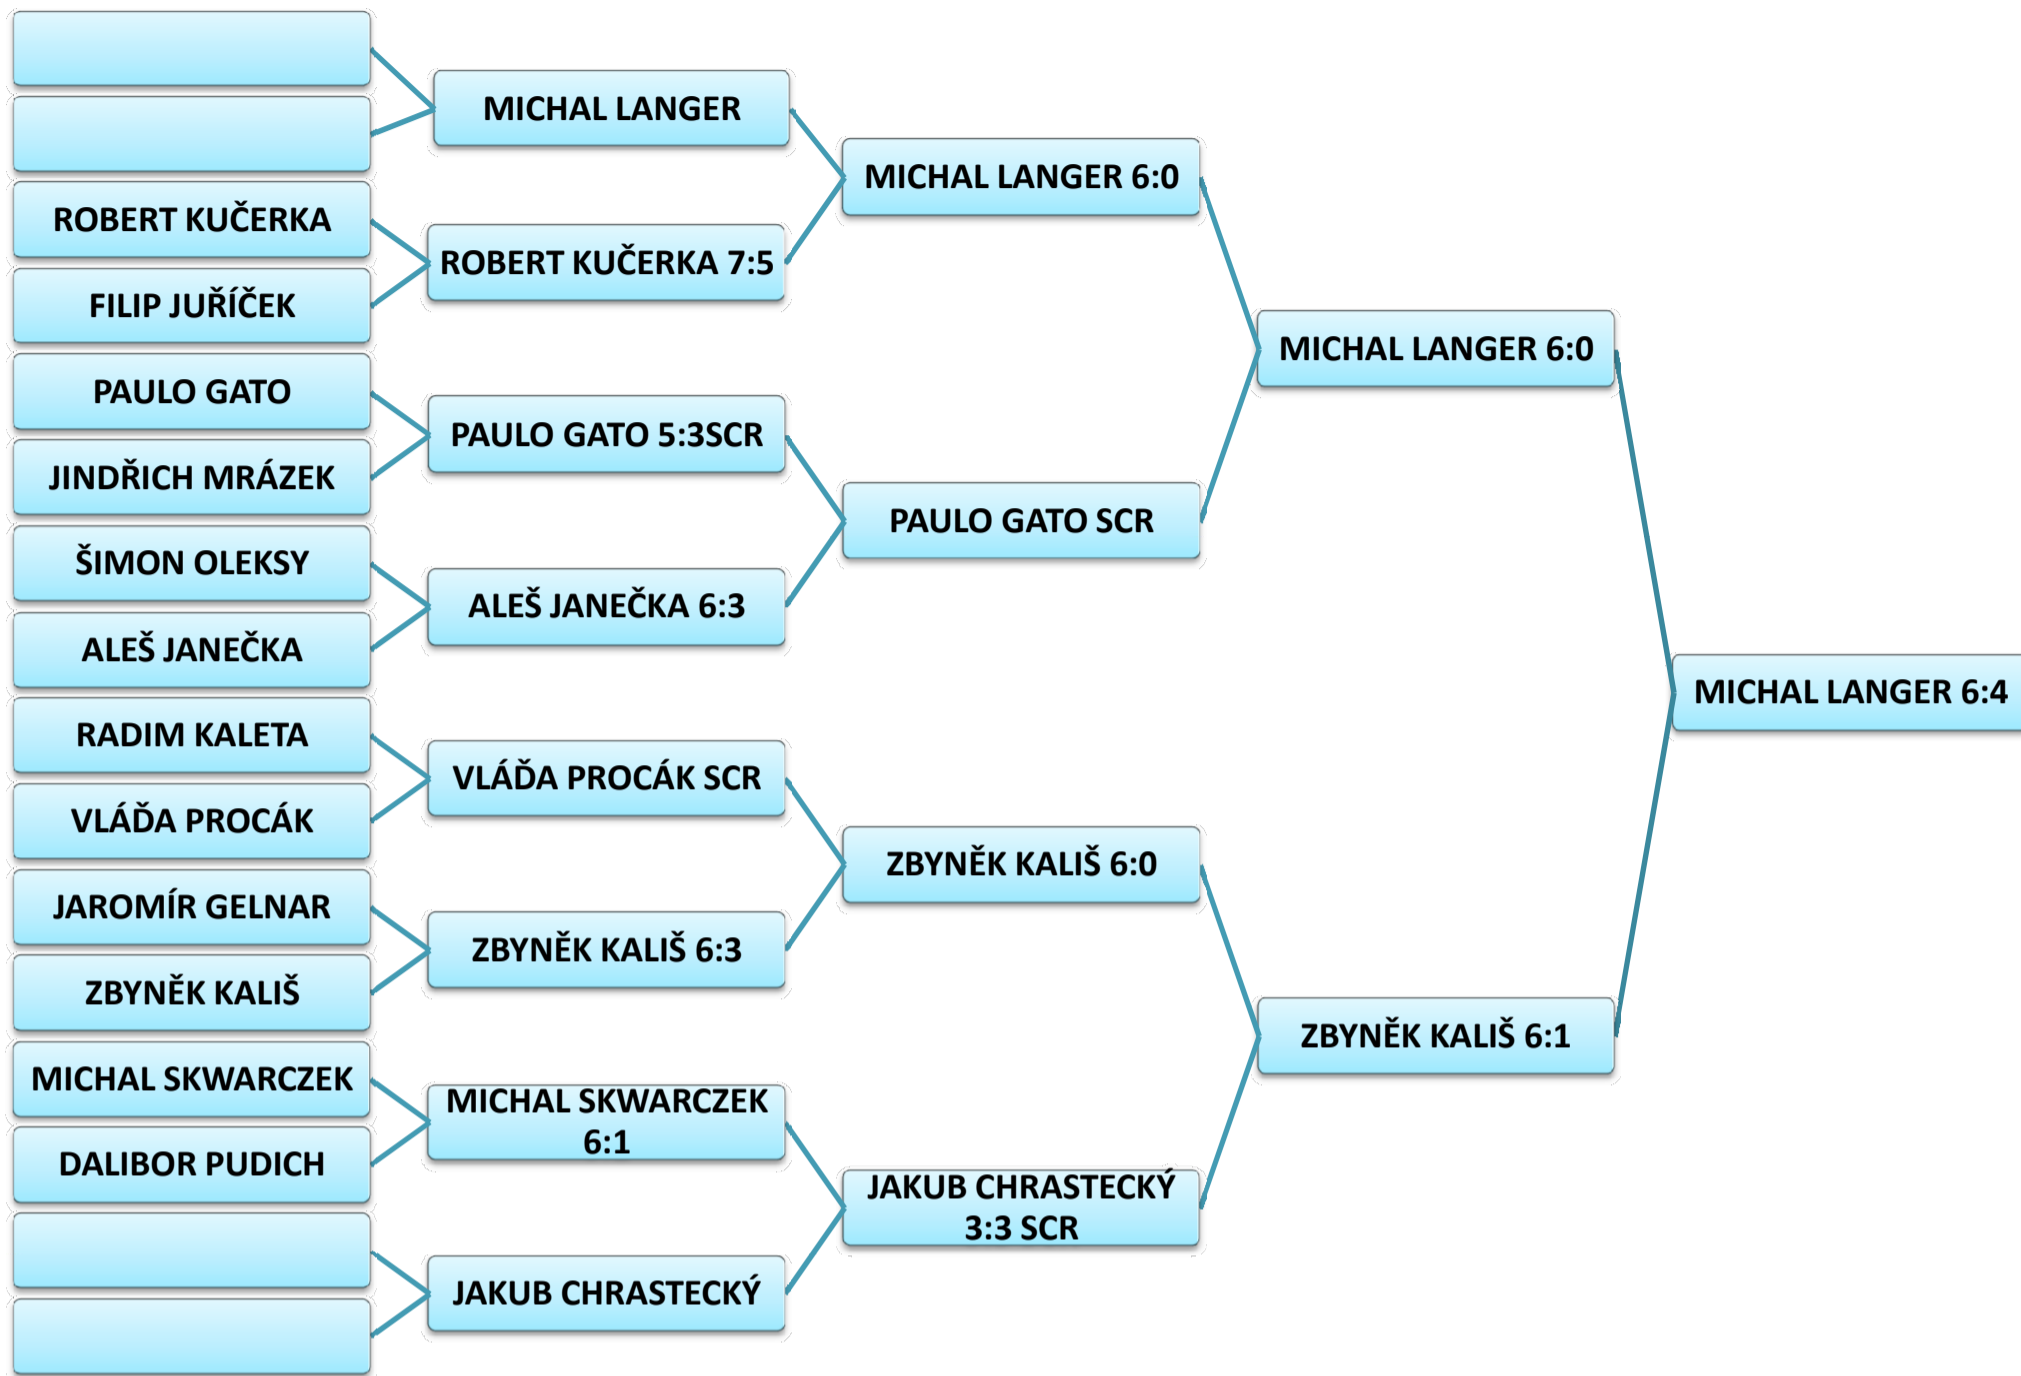 ROBERT KUČERKA
FILIP JUŘÍČEK
PAULO GATO
JINDŘICH MRÁZEK
ŠIMON OLEKSY
ALEŠ JANEČKA
RADIM KALETA
VLÁĎA PROCÁK
JAROMÍR GELNAR
ZBYNĚK KALIŠ
MICHAL SKWARCZEK
DALIBOR PUDICH
MICHAL LANGER
ROBERT KUČERKA 7:5
PAULO GATO 5:3SCR
ALEŠ JANEČKA 6:3
VLÁĎA PROCÁK SCR
ZBYNĚK KALIŠ 6:3
MICHAL SKWARCZEK
6:1
JAKUB CHRASTECKÝ
MICHAL LANGER 6:0
PAULO GATO SCR
ZBYNĚK KALIŠ 6:0
JAKUB CHRASTECKÝ
3:3 SCR
MICHAL LANGER 6:0
ZBYNĚK KALIŠ 6:1
MICHAL LANGER 6:4